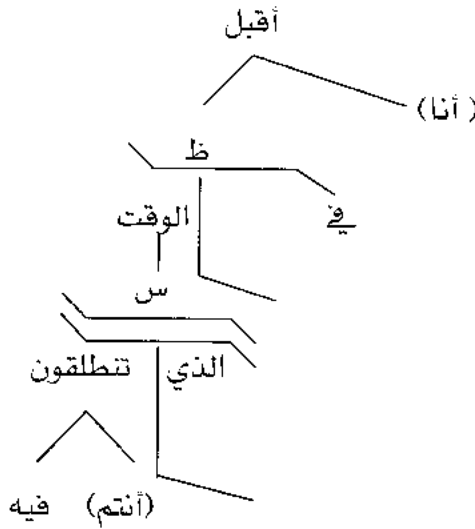 أقبل
(أنا)
ظ
في
الوقت
س
الذي تنطلقون
(أنتم) فيه